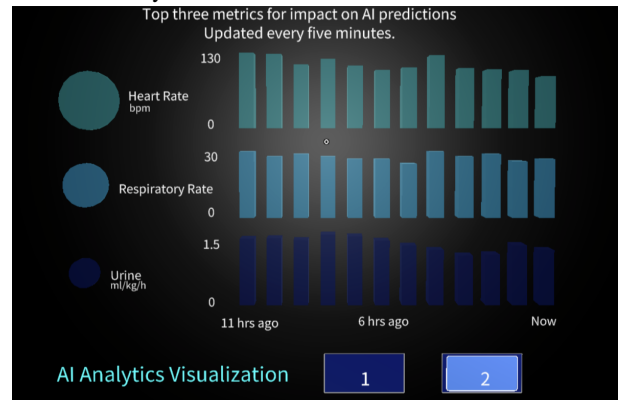 Top three metrics for impact on AI predictions
Updated every five minutes.
130
Heart Rate
bpm
0
30
Respiratory Rate
0
1.5
Urine
ml/kg/h
0
11 hrs ago 6 hrs ago Now
AI Analytics Visualization 1 2